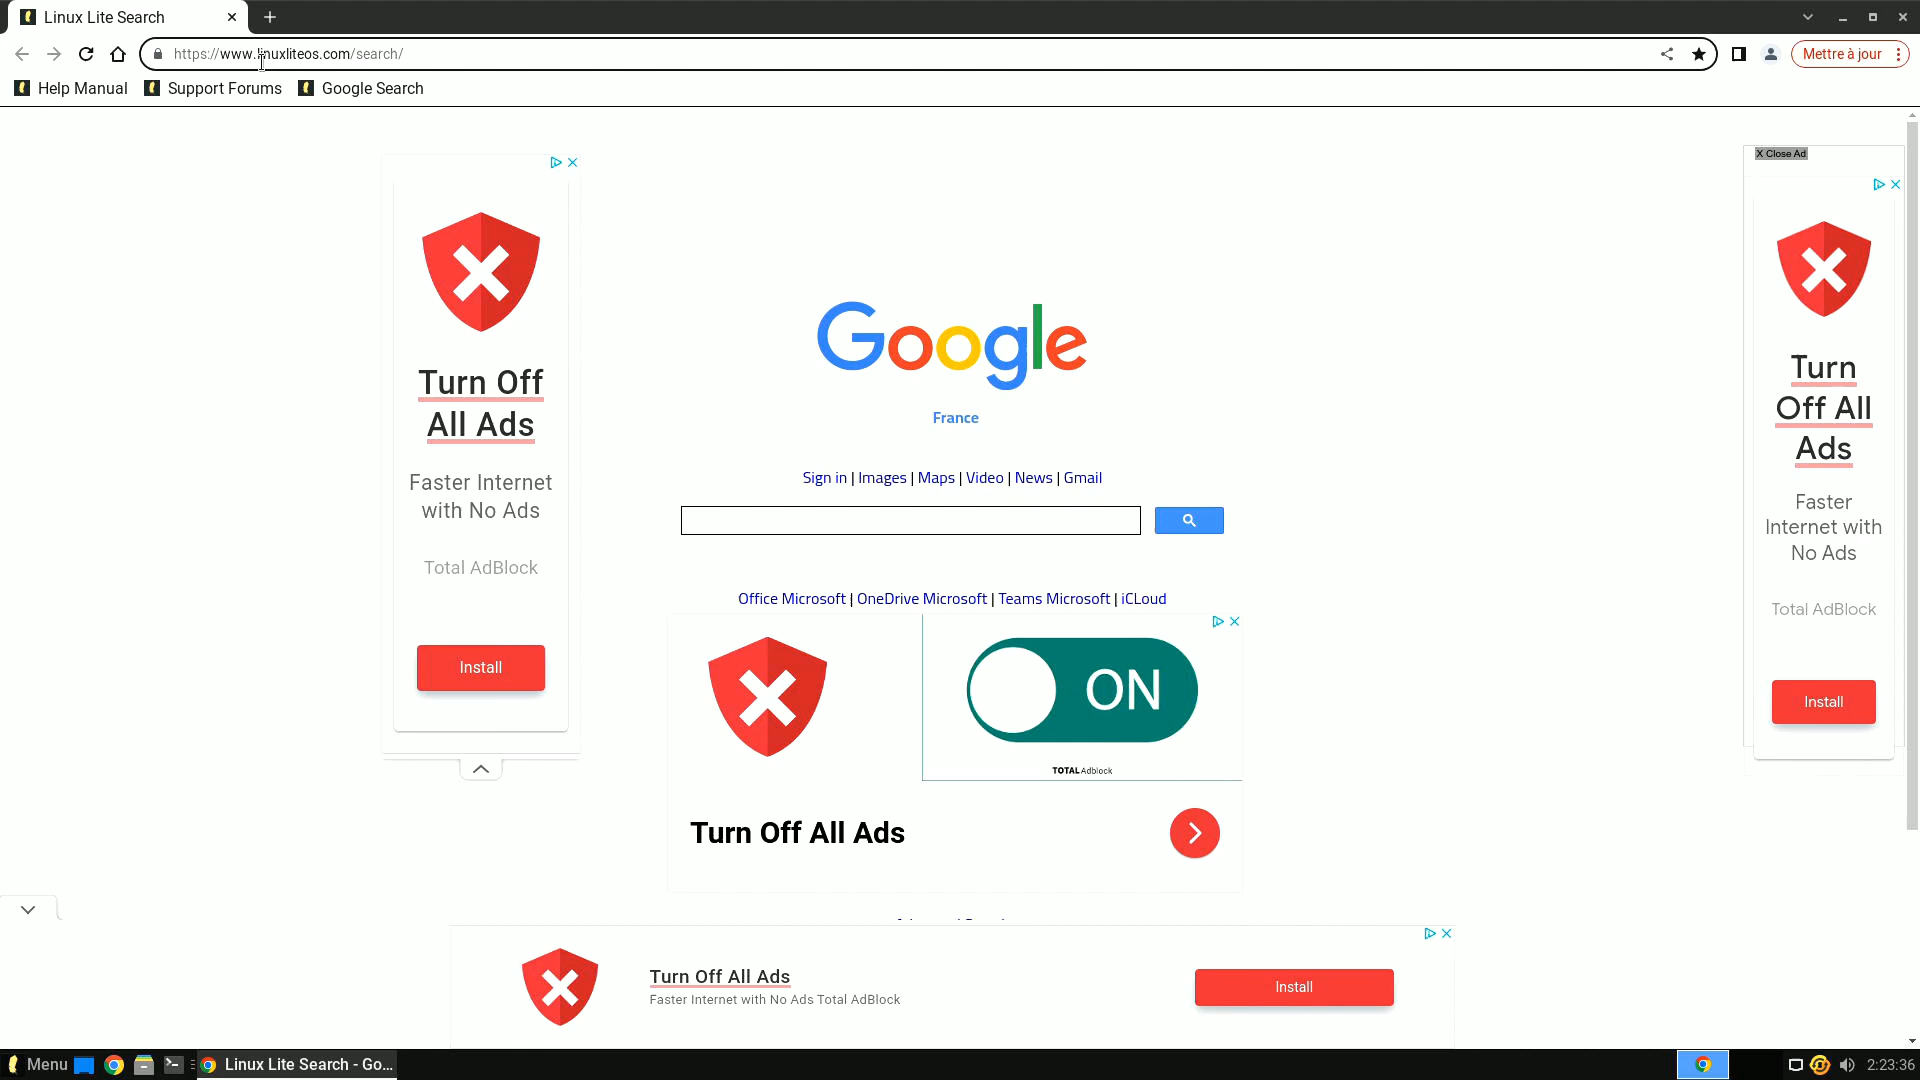 Linux Lite Search
https://www.linuxliteos.com/search/
Mettre à jour
Help Manual
Support Forums
Google Search
Turn Off
All Ads
Faster Internet
with No Ads
Total AdBlock
Install
Google
France
Sign in | Images | Maps | Video | News | Gmail
Office Microsoft | OneDrive Microsoft | Teams Microsoft | iCLoud
ON
TOTAL Adblock
Turn Off All Ads
X Close Ad
Turn
Off All
Ads
Faster
Internet with
No Ads
Total AdBlock
Install
Turn Off All Ads
Faster Internet with No Ads Total AdBlock
Install
Menu
Linux Lite Search - Go...
2:23:36